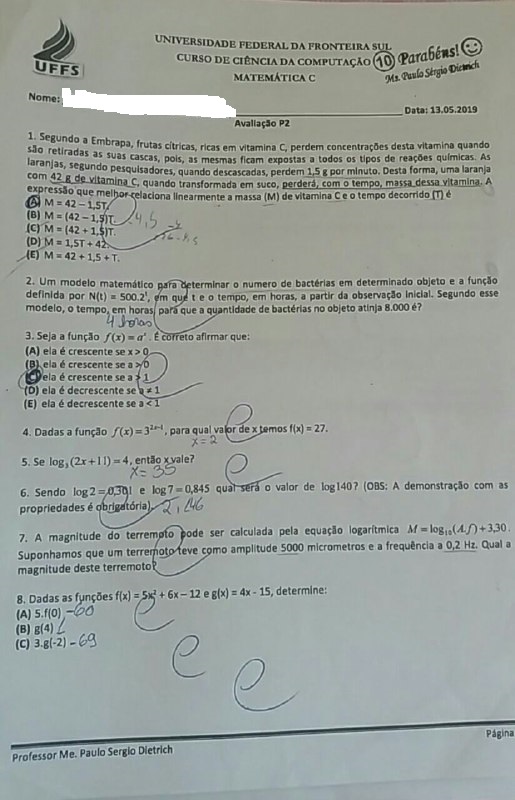 UFFS
UNIVERSIDADE FEDERAL DA FRONTEIRA SUL
CURSO DE CIÊNCIA DA COMPUTAÇÃO 10 Parabéns!
MATEMÁTICA C Ms. Paulo Sérgio Dietrich
Nome: Data: 13.05.2019
Avaliação P2
1. Segundo a Embrapa, frutas cítricas, ricas em vitamina C, perdem concentrações desta vitamina quando
são retiradas as suas cascas, pois, as mesmas ficam expostas a todos os tipos de reações químicas. As
laranjas, segundo pesquisadores, quando descascadas, perdem 1,5 g por minuto. Desta forma, uma laranja
com 42 g de vitamina C, quando transformada em suco, perderá, com o tempo, massa dessa vitamina. A
expressão que melhor relaciona linearmente a massa (M) de vitamina C e o tempo decorrido (T) é
(A) M = 42 – 1,5T.
(B) M = (42 – 1,5)T.
(C) M = (42 + 1,5)T.
(D) M = 1,5T + 42.
(E) M = 42 + 1,5 + T.
2. Um modelo matemático para determinar o numero de bactérias em determinado objeto e a função
definida por N(t) = 500.2ᵗ, em que t e o tempo, em horas, a partir da observação inicial. Segundo esse
modelo, o tempo, em horas, para que a quantidade de bactérias no objeto atinja 8.000 é?
4 horas
3. Seja a função f(x) = aˣ. É correto afirmar que:
(A) ela é crescente se x > 0
(B) ela é crescente se a > 0
ela é crescente se a > 1
(D) ela é decrescente se a ≠ 1
(E) ela é decrescente se a < 1
4. Dadas a função f(x) = 3²ˣ⁻¹, para qual valor de x temos f(x) = 27.
x = 2
5. Se log₃(2x+11) = 4, então x vale?
x = 35
6. Sendo log 2 = 0,301 e log 7 = 0,845 qual será o valor de log140? (OBS: A demonstração com as
propriedades é obrigatória). 2,146
7. A magnitude do terremoto pode ser calculada pela equação logarítmica M = log₁₀(A.f)+3,30.
Suponhamos que um terremoto teve como amplitude 5000 micrometros e a frequência a 0,2 Hz. Qual a
magnitude deste terremoto?
8. Dadas as funções f(x) = 5x² + 6x – 12 e g(x) = 4x - 15, determine:
(A) 5.f(0) -60
(B) g(4) 1
(C) 3.g(-2) -69
Página
Professor Me. Paulo Sergio Dietrich